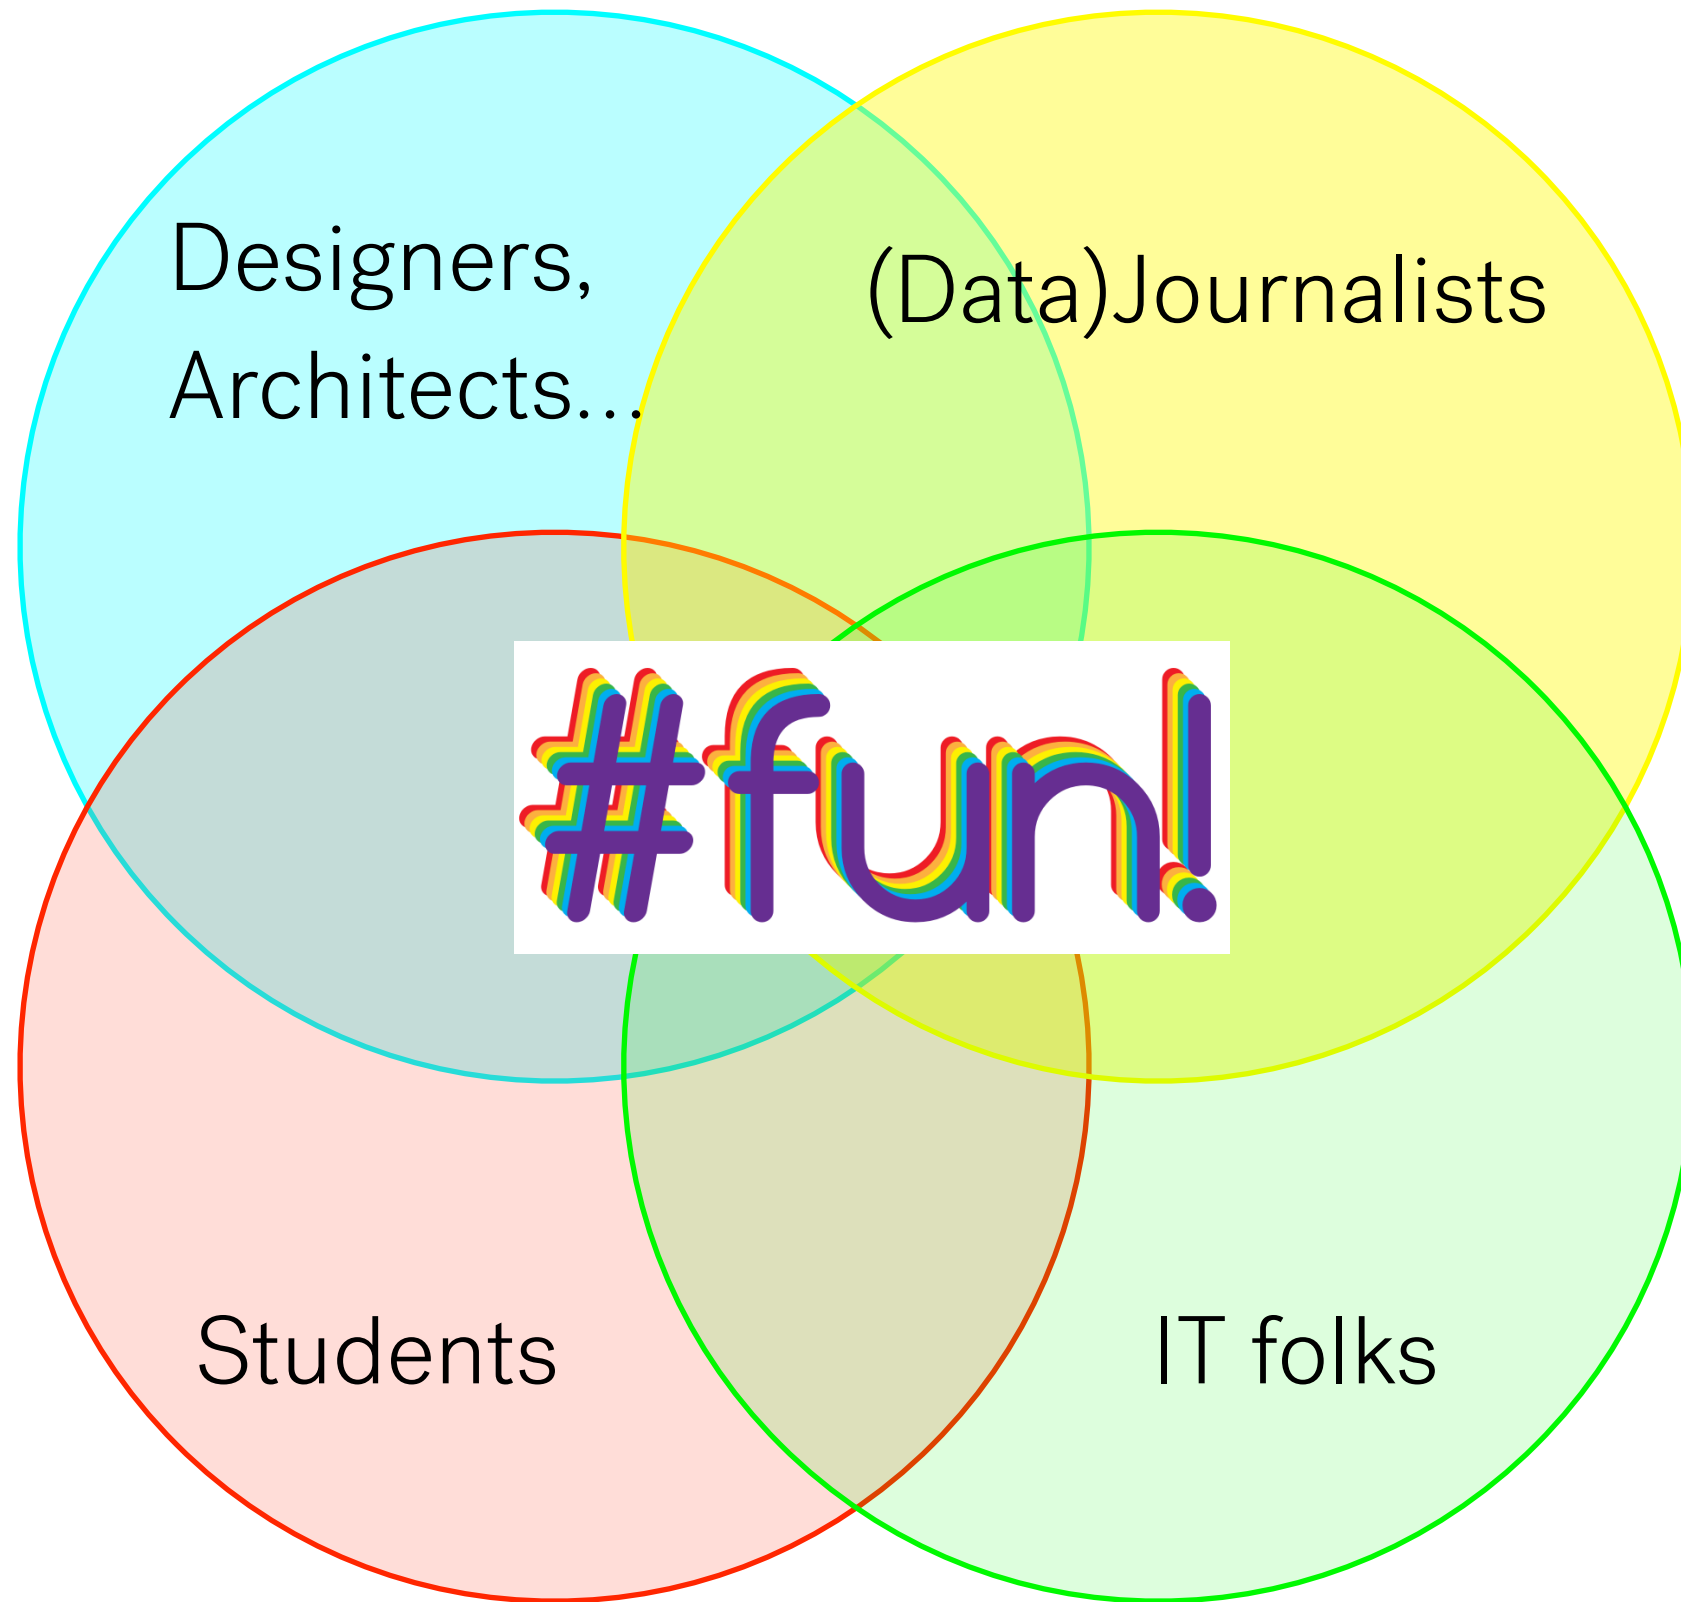 Designers,
Architects...
(Data)Journalists
#fun!
Students
IT folks